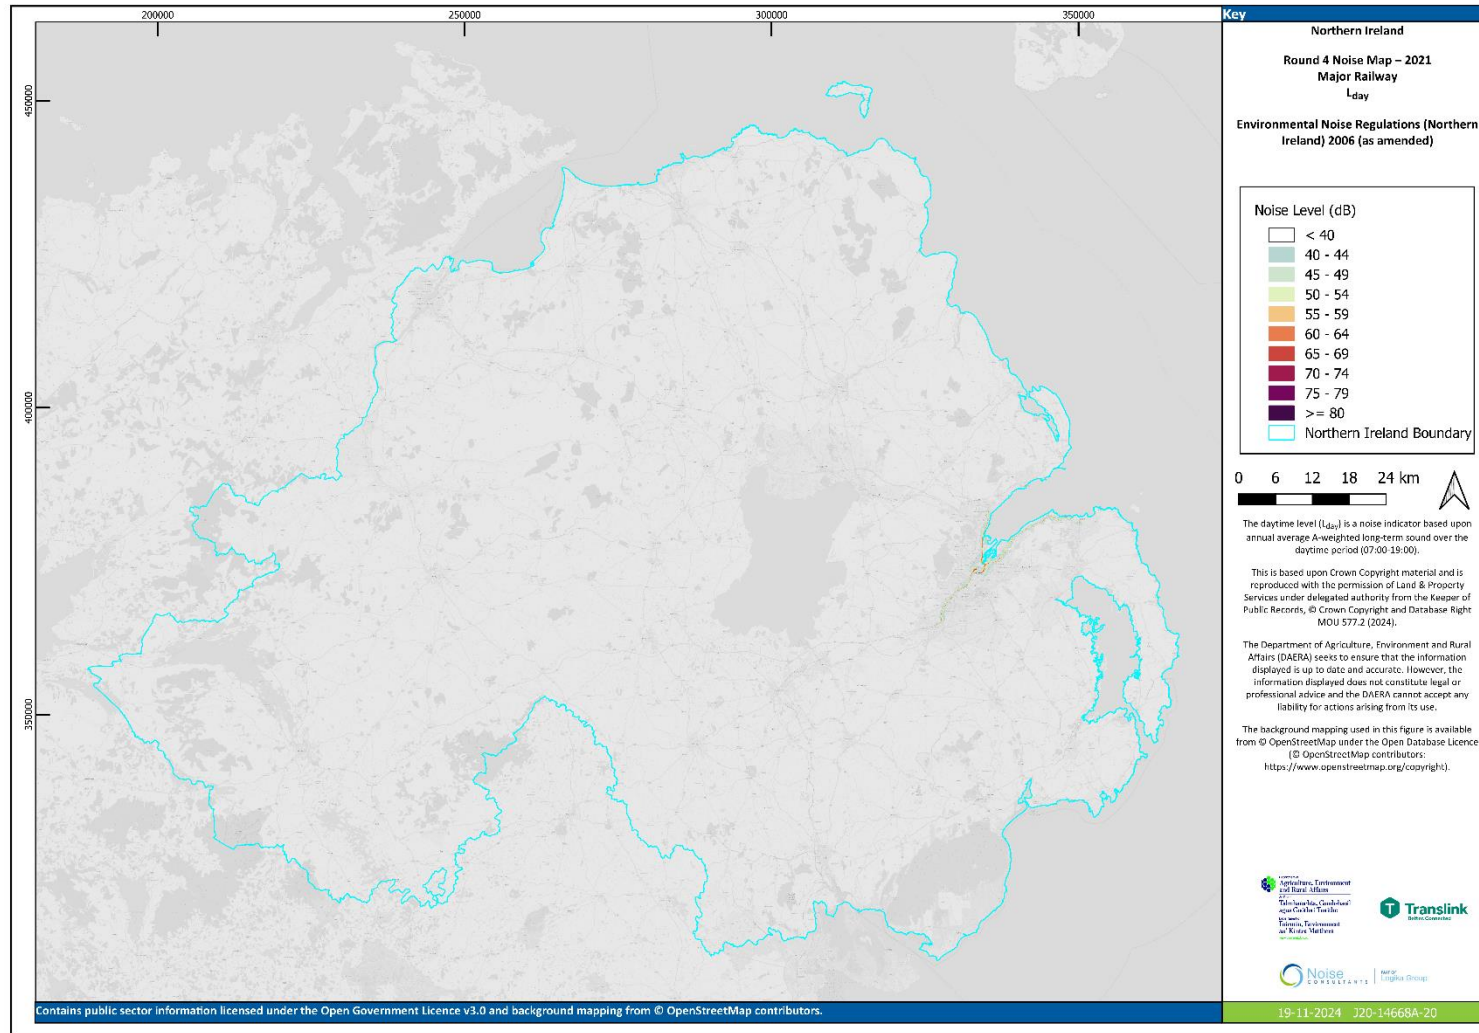 200000
250000
300000
350000
450000
400000
350000
Key
Northern Ireland
Round 4 Noise Map – 2021
Major Railway
Lday
Environmental Noise Regulations (Northern
Ireland) 2006 (as amended)
Noise Level (dB)
< 40
40 - 44
45 - 49
50 - 54
55 - 59
60 - 64
65 - 69
70 - 74
75 - 79
>= 80
Northern Ireland Boundary
0 6 12 18 24 km
The daytime level (Lday) is a noise indicator based upon
annual average A-weighted long-term sound over the
daytime period (07:00-19:00).
This is based upon Crown Copyright material and is
reproduced with the permission of Land & Property
Services under delegated authority from the Keeper of
Public Records, © Crown Copyright and Database Right
MOU 577.2 (2024).
The Department of Agriculture, Environment and Rural
Affairs (DAERA) seeks to ensure that the information
displayed is up to date and accurate. However, the
information displayed does not constitute legal or
professional advice and the DAERA cannot accept any
liability for actions arising from its use.
The background mapping used in this figure is available
from © OpenStreetMap under the Open Database Licence
(© OpenStreetMap contributors:
https://www.openstreetmap.org/copyright).
Agriculture, Environment
and Rural Affairs
Translink
Noise
CONSULTANTS
PART OF
Logika Group
Contains public sector information licensed under the Open Government Licence v3.0 and background mapping from © OpenStreetMap contributors.
19-11-2024 J20-14668A-20